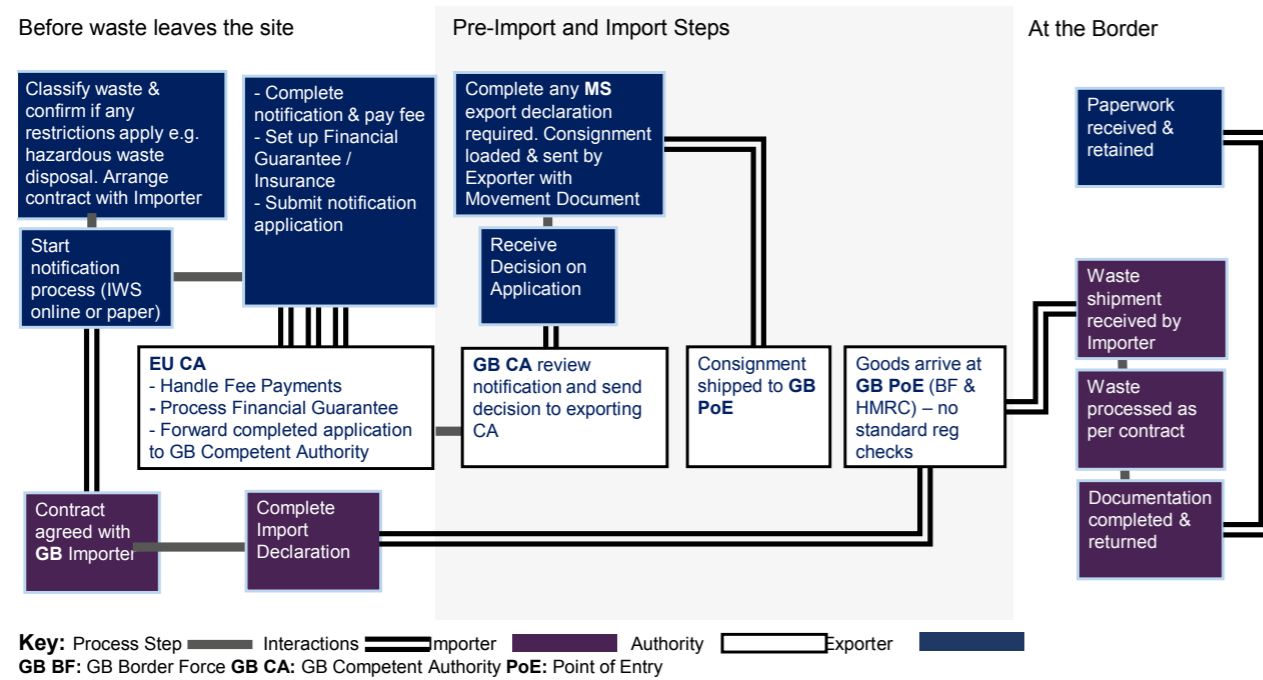 Before waste leaves the site
Pre-Import and Import Steps
At the Border
Classify waste &
confirm if any
restrictions apply e.g.
hazardous waste
disposal. Arrange
contract with Importer
- Complete
notification & pay fee
- Set up Financial
Guarantee /
Insurance
- Submit notification
application
Start
notification
process (IWS
online or paper)
EU CA
- Handle Fee Payments
- Process Financial Guarantee
- Forward completed application
to GB Competent Authority
Contract
agreed with
GB Importer
Complete
Import
Declaration
Complete any MS
export declaration
required. Consignment
loaded & sent by
Exporter with
Movement Document
Receive
Decision on
Application
GB CA review
notification and send
decision to exporting
CA
Consignment
shipped to GB
PoE
Goods arrive at
GB PoE (BF &
HMRC) – no
standard reg
checks
Paperwork
received &
retained
Waste
shipment
received by
Importer
Waste
processed as
per contract
Documentation
completed &
returned
Key: Process Step Interactions Importer Authority Exporter
GB BF: GB Border Force GB CA: GB Competent Authority PoE: Point of Entry